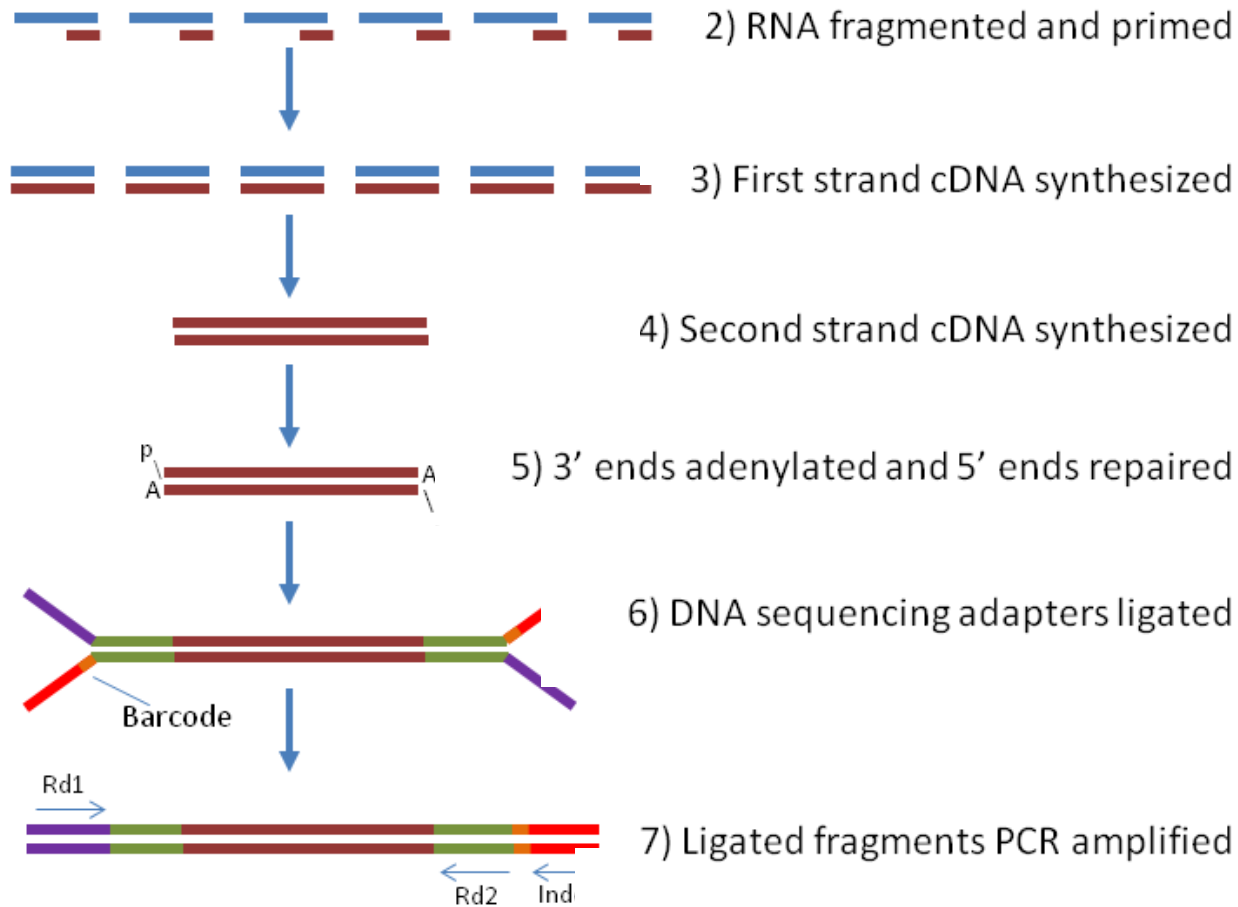 2) RNA fragmented and primed
3) First strand cDNA synthesized
4) Second strand cDNA synthesized
p
A
A
5) 3’ ends adenylated and 5’ ends repaired
6) DNA sequencing adapters ligated
Barcode
Rd1
7) Ligated fragments PCR amplified
Rd2